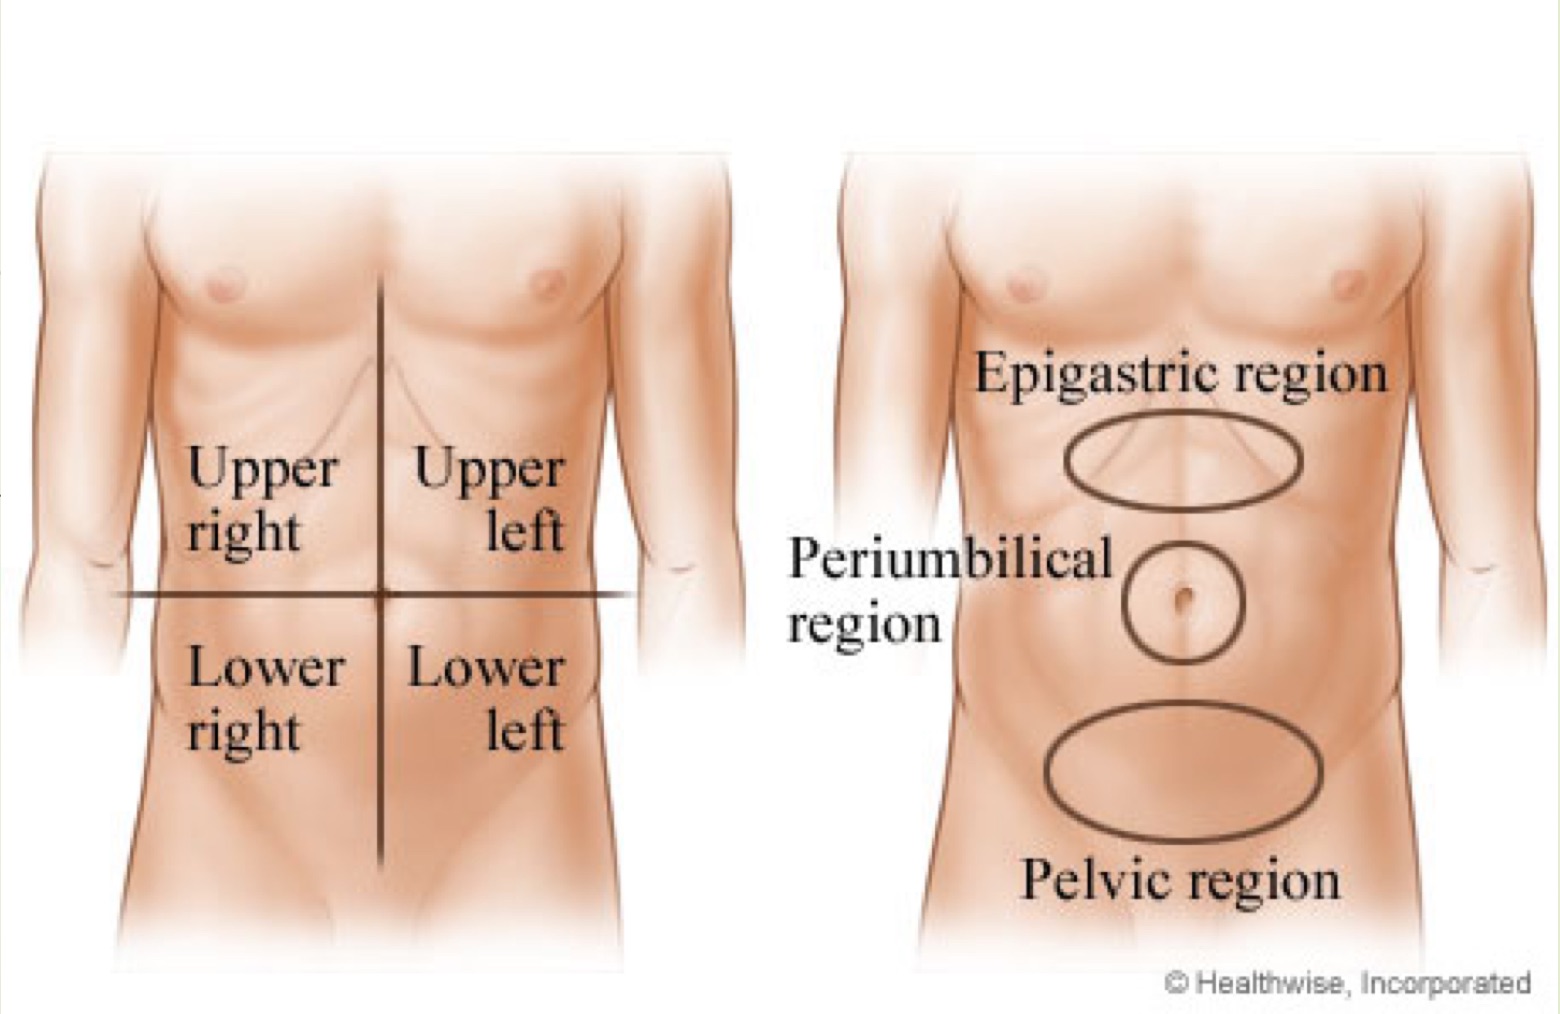 Upper
right
Upper
left
Lower
right
Lower
left
Epigastric region
Periumbilical
region
Pelvic region
© Healthwise, Incorporated